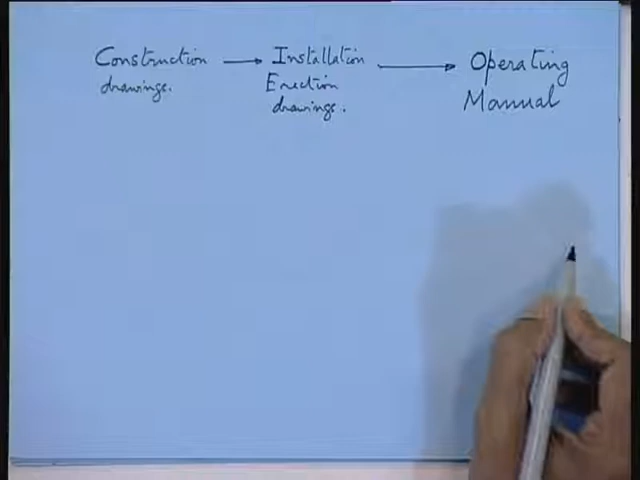 Construction → Installation → Operating
drawings. Erection Manual
drawings.